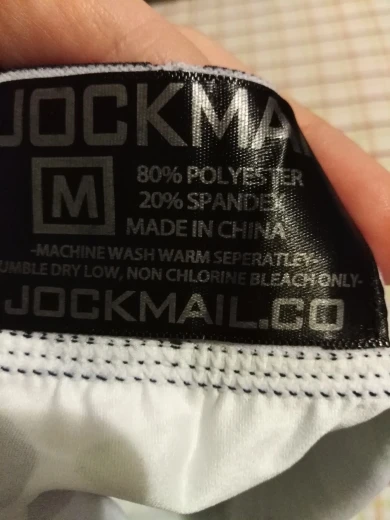 JOCKMAI
M
80% POLYESTER
20% SPANDEX
MADE IN CHINA
-MACHINE WASH WARM SEPERATLEY-
UMBLE DRY LOW, NON CHLORINE BLEACH ONLY-
JOCKMAIL.CO